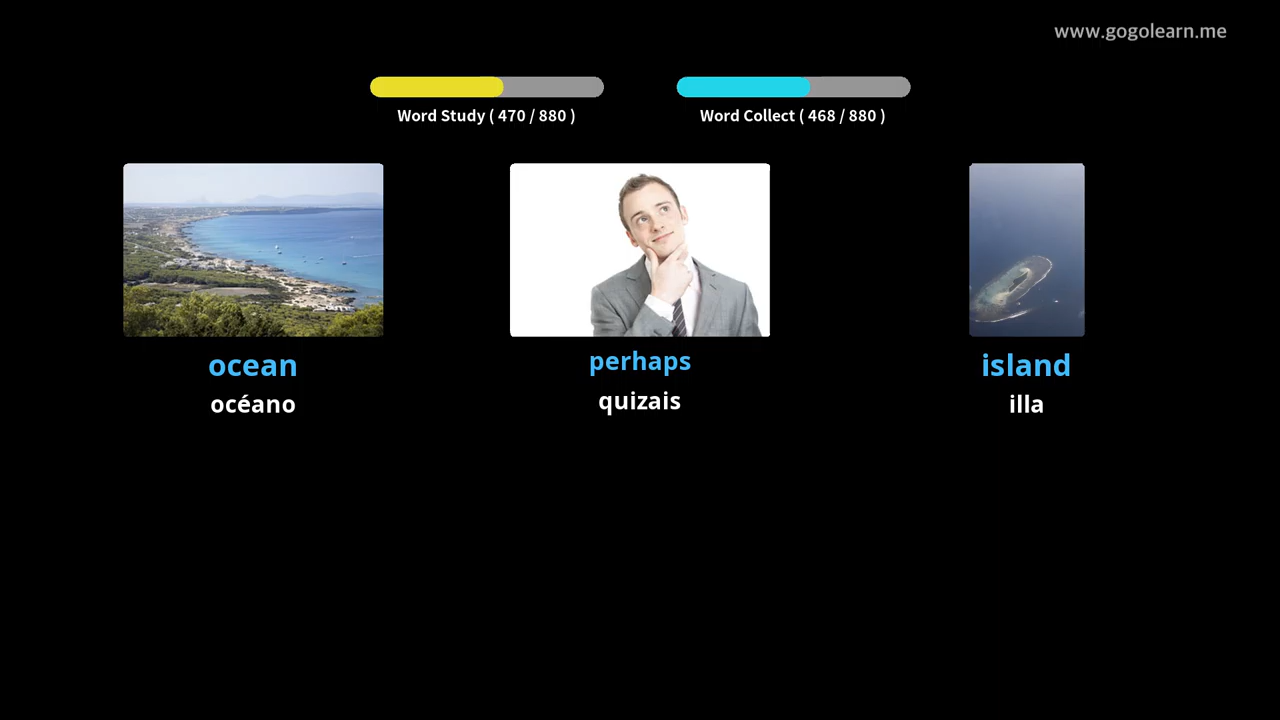 www.gogolearn.me
Word Study ( 470 / 880 )
Word Collect ( 468 / 880 )
ocean
océano
perhaps
quizais
island
illa